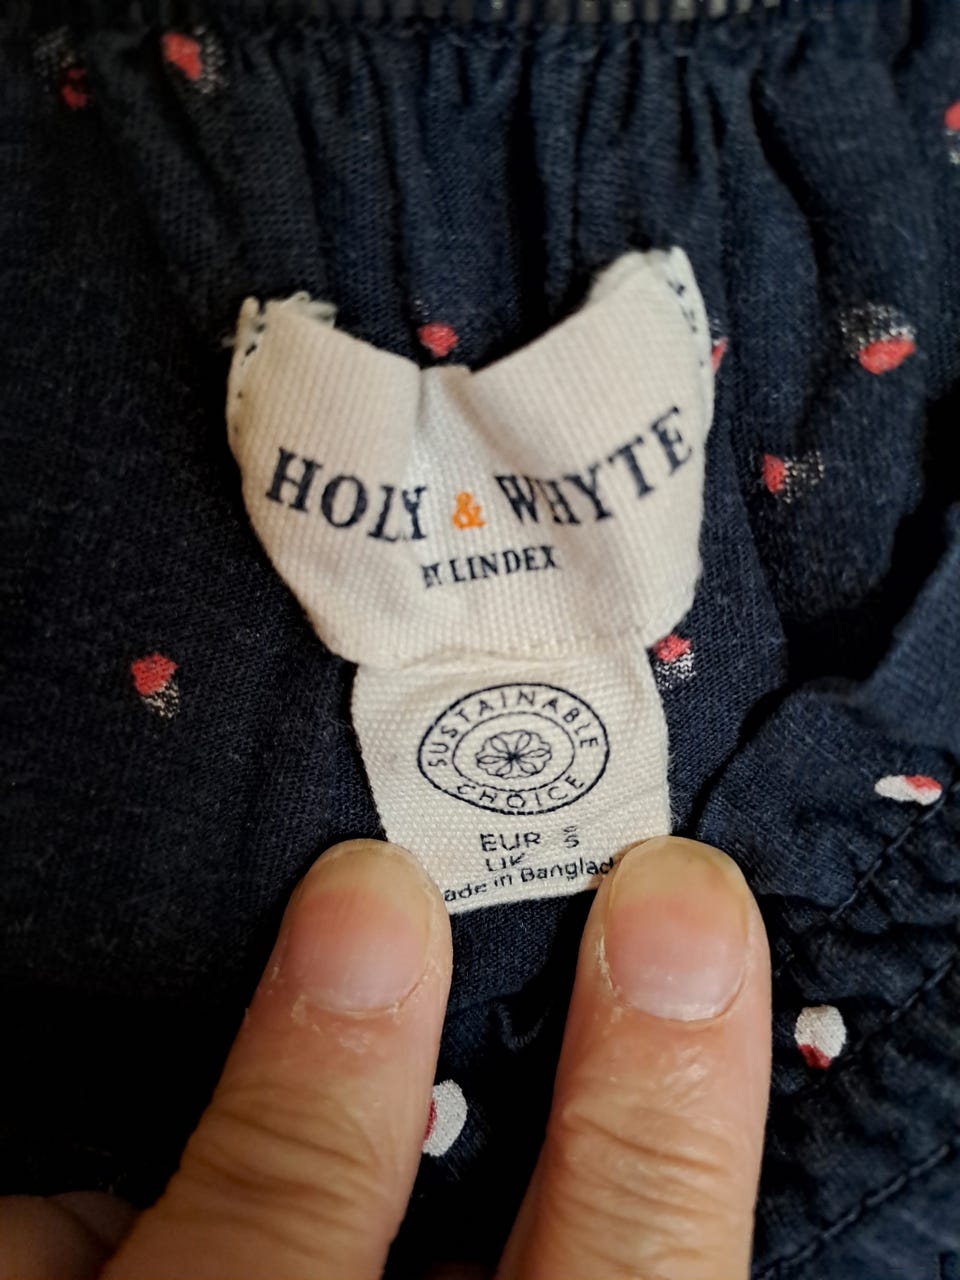 HOLY & WHYTE
BY LINDEX
SUSTAINABLE
CHOICE
EUR S
UK S
ade in Banglad